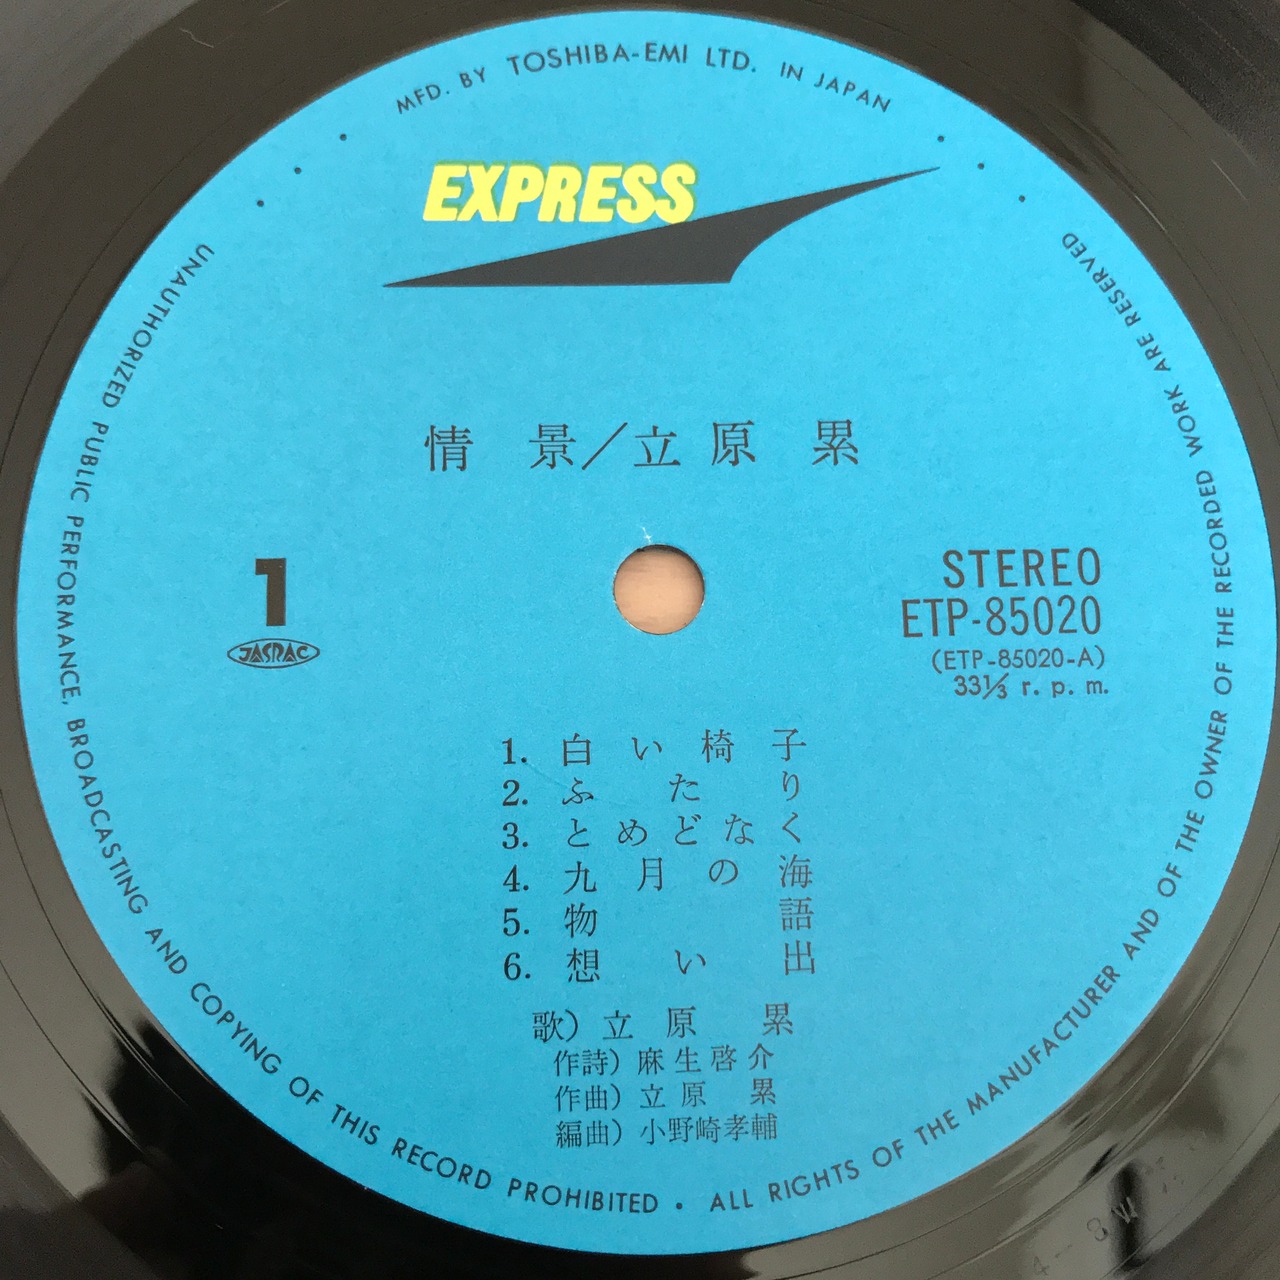 MFD. BY TOSHIBA-EMI LTD. IN JAPAN
EXPRESS
情景/立原累
1
JASRAC
STEREO
ETP-85020
(ETP-85020-A)
33⅓ r. p. m.
1. 白い椅子
2. ふたり
3. とめどなく
4. 九月の海
5. 物語
6. 想い出
歌) 立原累
作詩) 麻生啓介
作曲) 立原累
編曲) 小野崎孝輔
UNAUTHORIZED PUBLIC PERFORMANCE, BROADCASTING AND COPYING OF THIS RECORD PROHIBITED • ALL RIGHTS OF THE MANUFACTURER AND OF THE OWNER OF THE RECORDED WORK ARE RESERVED